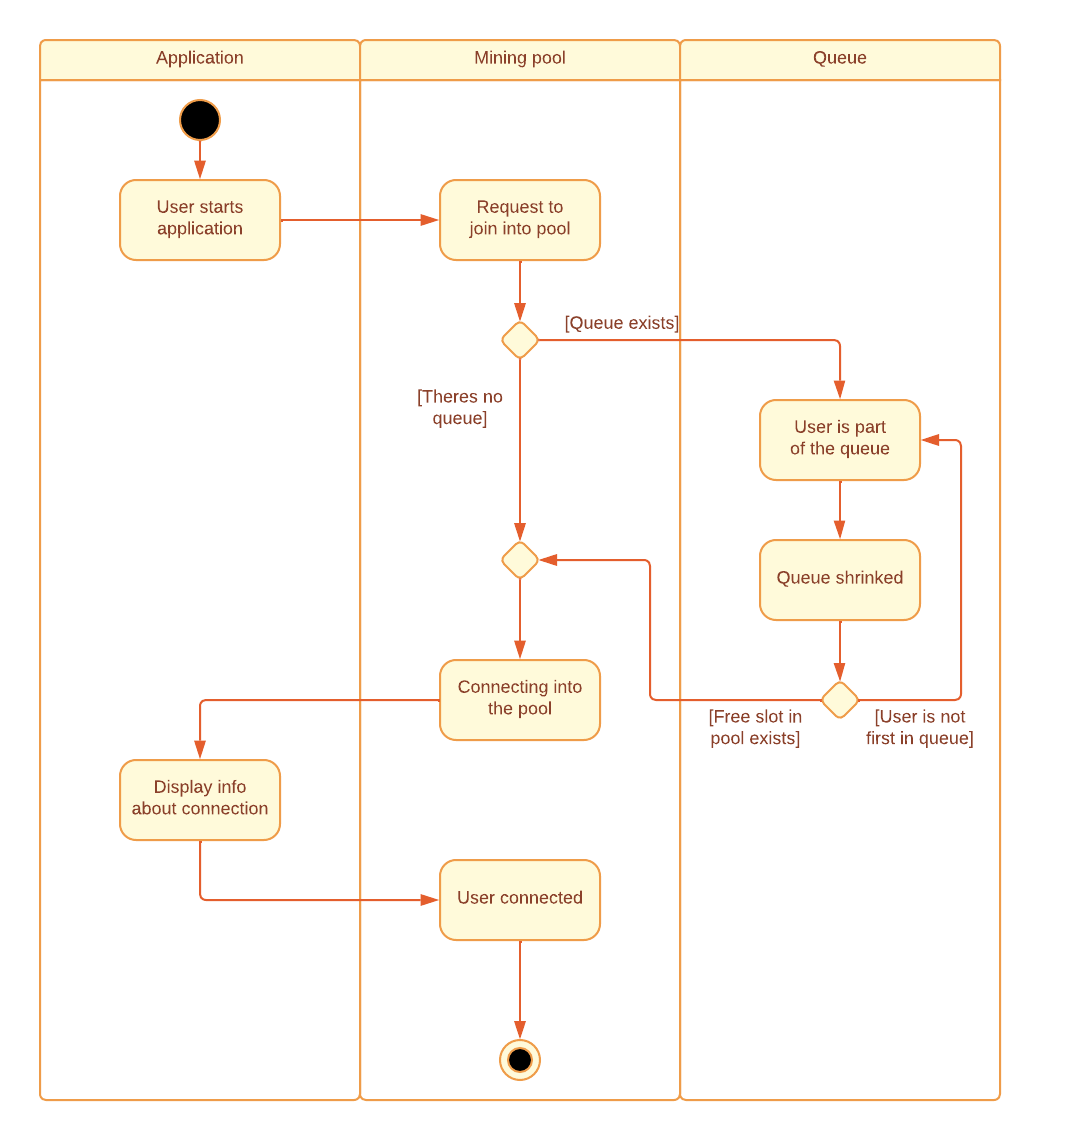 Application
Mining pool
Queue
User starts
application
Request to
join into pool
[Queue exists]
[Theres no
queue]
User is part
of the queue
Queue shrinked
Connecting into
the pool
[Free slot in
pool exists]
[User is not
first in queue]
Display info
about connection
User connected